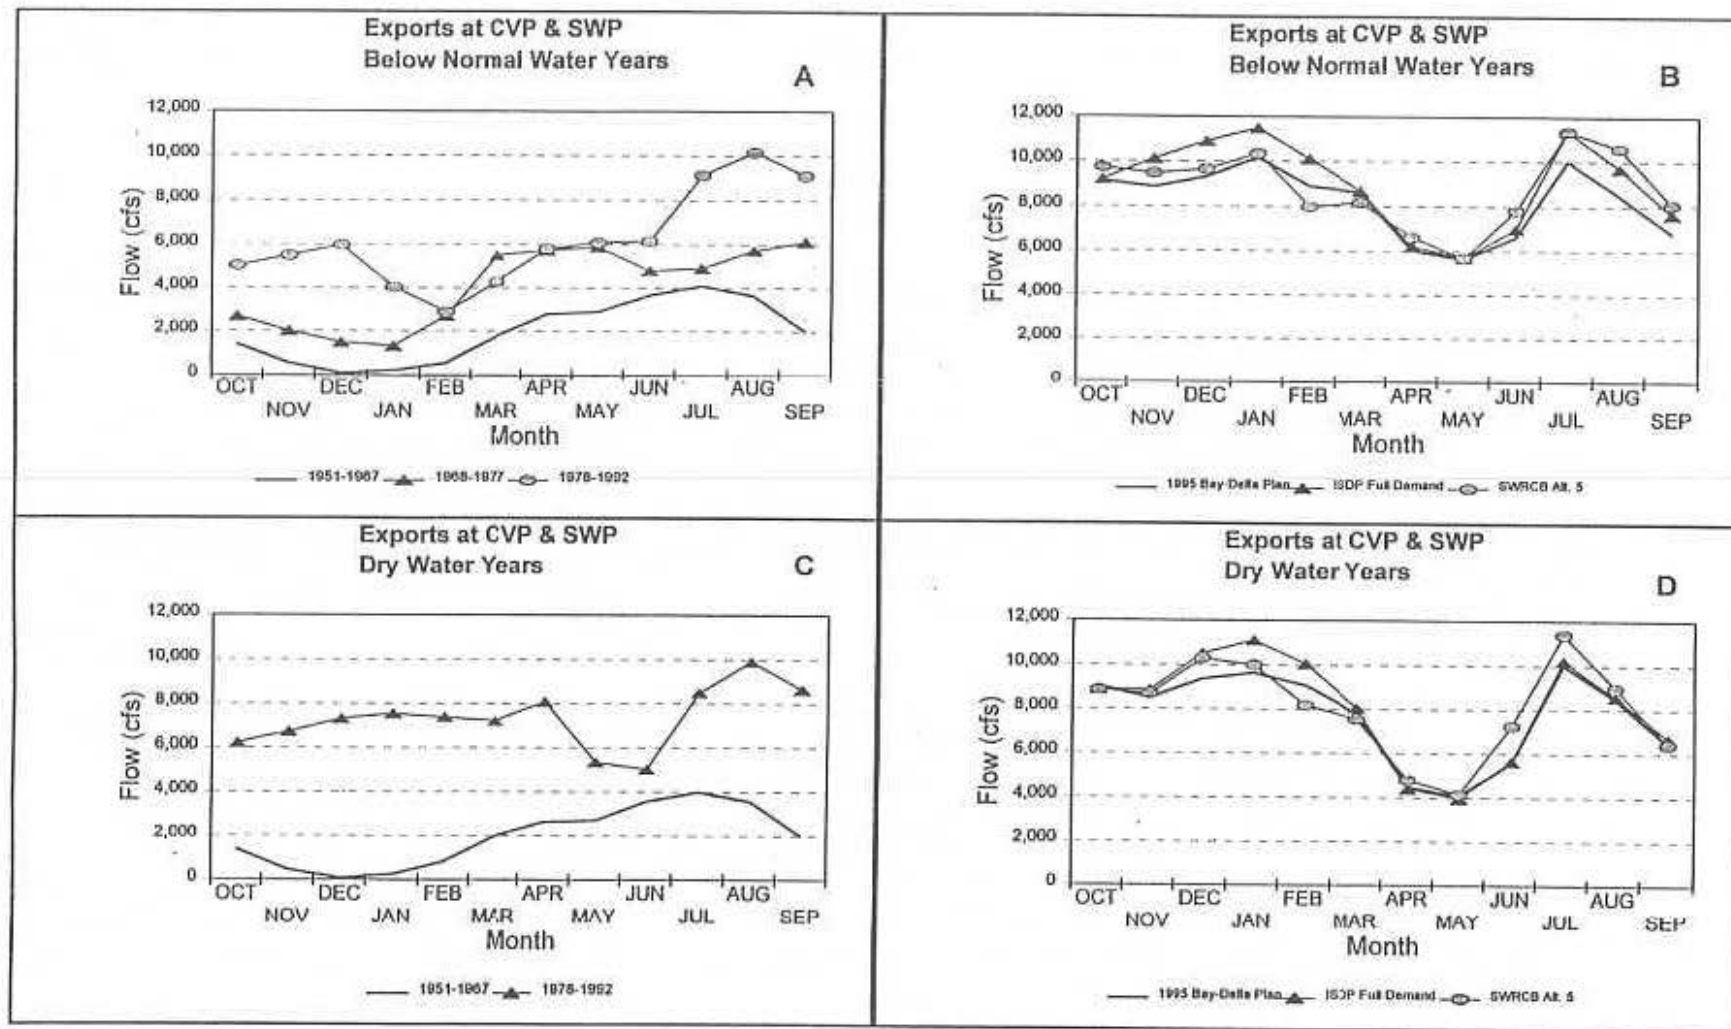 Exports at CVP & SWP
Below Normal Water Years
A
12,000
10,000
8,000
6,000
4,000
2,000
0
Flow (cfs)
OCT NOV DEC JAN FEB MAR APR MAY JUN JUL AUG SEP
Month
1951-1967 1968-1977 1978-1992
Exports at CVP & SWP
Below Normal Water Years
B
12,000
10,000
8,000
6,000
4,000
2,000
0
Flow (cfs)
OCT NOV DEC JAN FEB MAR APR MAY JUN JUL AUG SEP
Month
1995 Bay-Delta Plan ISDP Full Demand SWRCB Alt. 5
Exports at CVP & SWP
Dry Water Years
C
12,000
10,000
8,000
6,000
4,000
2,000
0
Flow (cfs)
OCT NOV DEC JAN FEB MAR APR MAY JUN JUL AUG SEP
Month
1951-1967 1978-1992
Exports at CVP & SWP
Dry Water Years
D
12,000
10,000
8,000
6,000
4,000
2,000
0
Flow (cfs)
OCT NOV DEC JAN FEB MAR APR MAY JUN JUL AUG SEP
Month
1995 Bay-Delta Plan ISDP Full Demand SWRCB Alt. 5